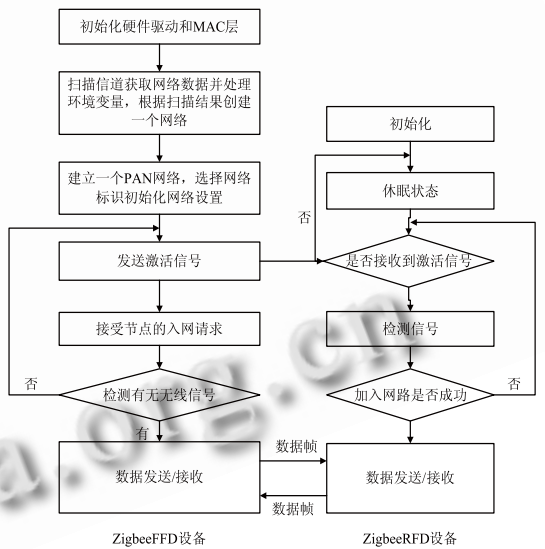 初始化硬件驱动和MAC层
扫描信道获取网络数据并处理
环境变量，根据扫描结果创建
一个网络
建立一个PAN网络，选择网络
标识初始化网络设置
发送激活信号
接受节点的入网请求
否
检测有无无线信号
有
数据发送/接收
ZigbeeFFD设备
初始化
休眠状态
否
是否接收到激活信号
检测信号
加入网路是否成功
否
数据帧
数据帧
数据发送/接收
ZigbeeRFD设备
a.org.cn